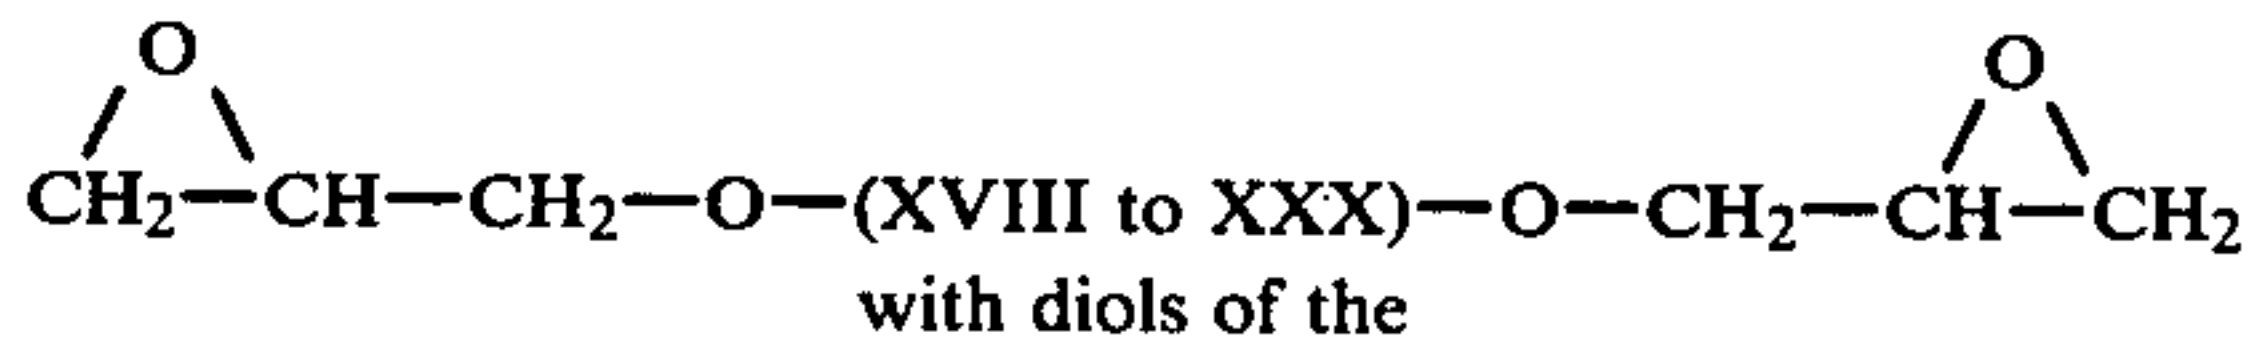 O O
CH2—CH—CH2—O—(XVIII to XXX)—O—CH2—CH—CH2
with diols of the